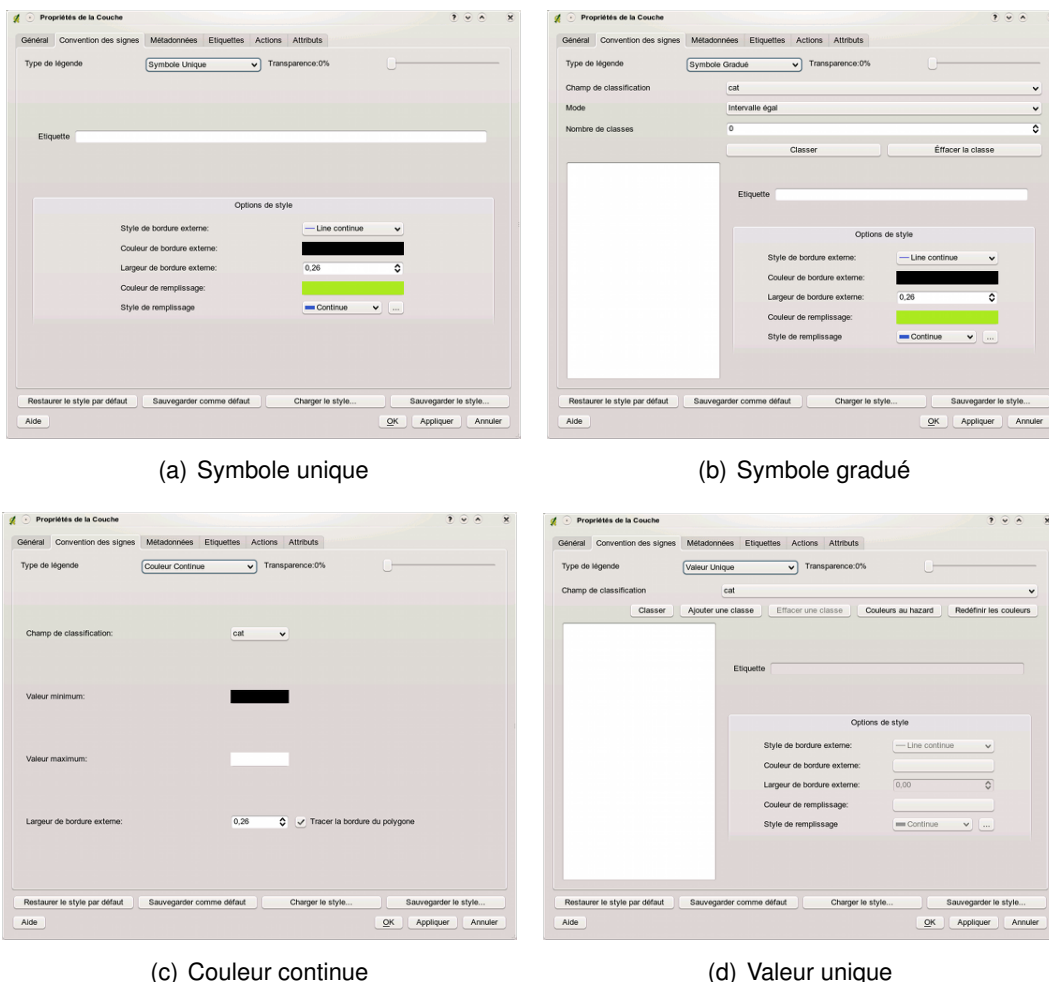 Propriétés de la Couche
Général Convention des signes Métadonnées Etiquettes Actions Attributs
Type de légende Symbole Unique Transparence:0%
Etiquette
Options de style
Style de bordure externe: Line continue
Couleur de bordure externe:
Largeur de bordure externe: 0,26
Couleur de remplissage:
Style de remplissage Continue ...
Restaurer le style par défaut Sauvegarder comme défaut Charger le style... Sauvegarder le style...
Aide OK Appliquer Annuler
(a) Symbole unique
Propriétés de la Couche
Général Convention des signes Métadonnées Etiquettes Actions Attributs
Type de légende Symbole Gradué Transparence:0%
Champ de classification cat
Mode Intervalle égal
Nombre de classes 0
Classer Éffacer la classe
Etiquette
Options de style
Style de bordure externe: Line continue
Couleur de bordure externe:
Largeur de bordure externe: 0,26
Couleur de remplissage:
Style de remplissage Continue ...
Restaurer le style par défaut Sauvegarder comme défaut Charger le style... Sauvegarder le style...
Aide OK Appliquer Annuler
(b) Symbole gradué
Propriétés de la Couche
Général Convention des signes Métadonnées Etiquettes Actions Attributs
Type de légende Couleur Continue Transparence:0%
Champ de classification: cat
Valeur minimum:
Valeur maximum:
Largeur de bordure externe: 0,26 Tracer la bordure du polygone
Restaurer le style par défaut Sauvegarder comme défaut Charger le style... Sauvegarder le style...
Aide OK Appliquer Annuler
(c) Couleur continue
Propriétés de la Couche
Général Convention des signes Métadonnées Etiquettes Actions Attributs
Type de légende Valeur Unique Transparence:0%
Champ de classification cat
Classer Ajouter une classe Effacer une classe Couleurs au hazard Redéfinir les couleurs
Etiquette
Options de style
Style de bordure externe: Line continue
Couleur de bordure externe:
Largeur de bordure externe: 0,00
Couleur de remplissage:
Style de remplissage Continue ...
Restaurer le style par défaut Sauvegarder comme défaut Charger le style... Sauvegarder le style...
Aide OK Appliquer Annuler
(d) Valeur unique